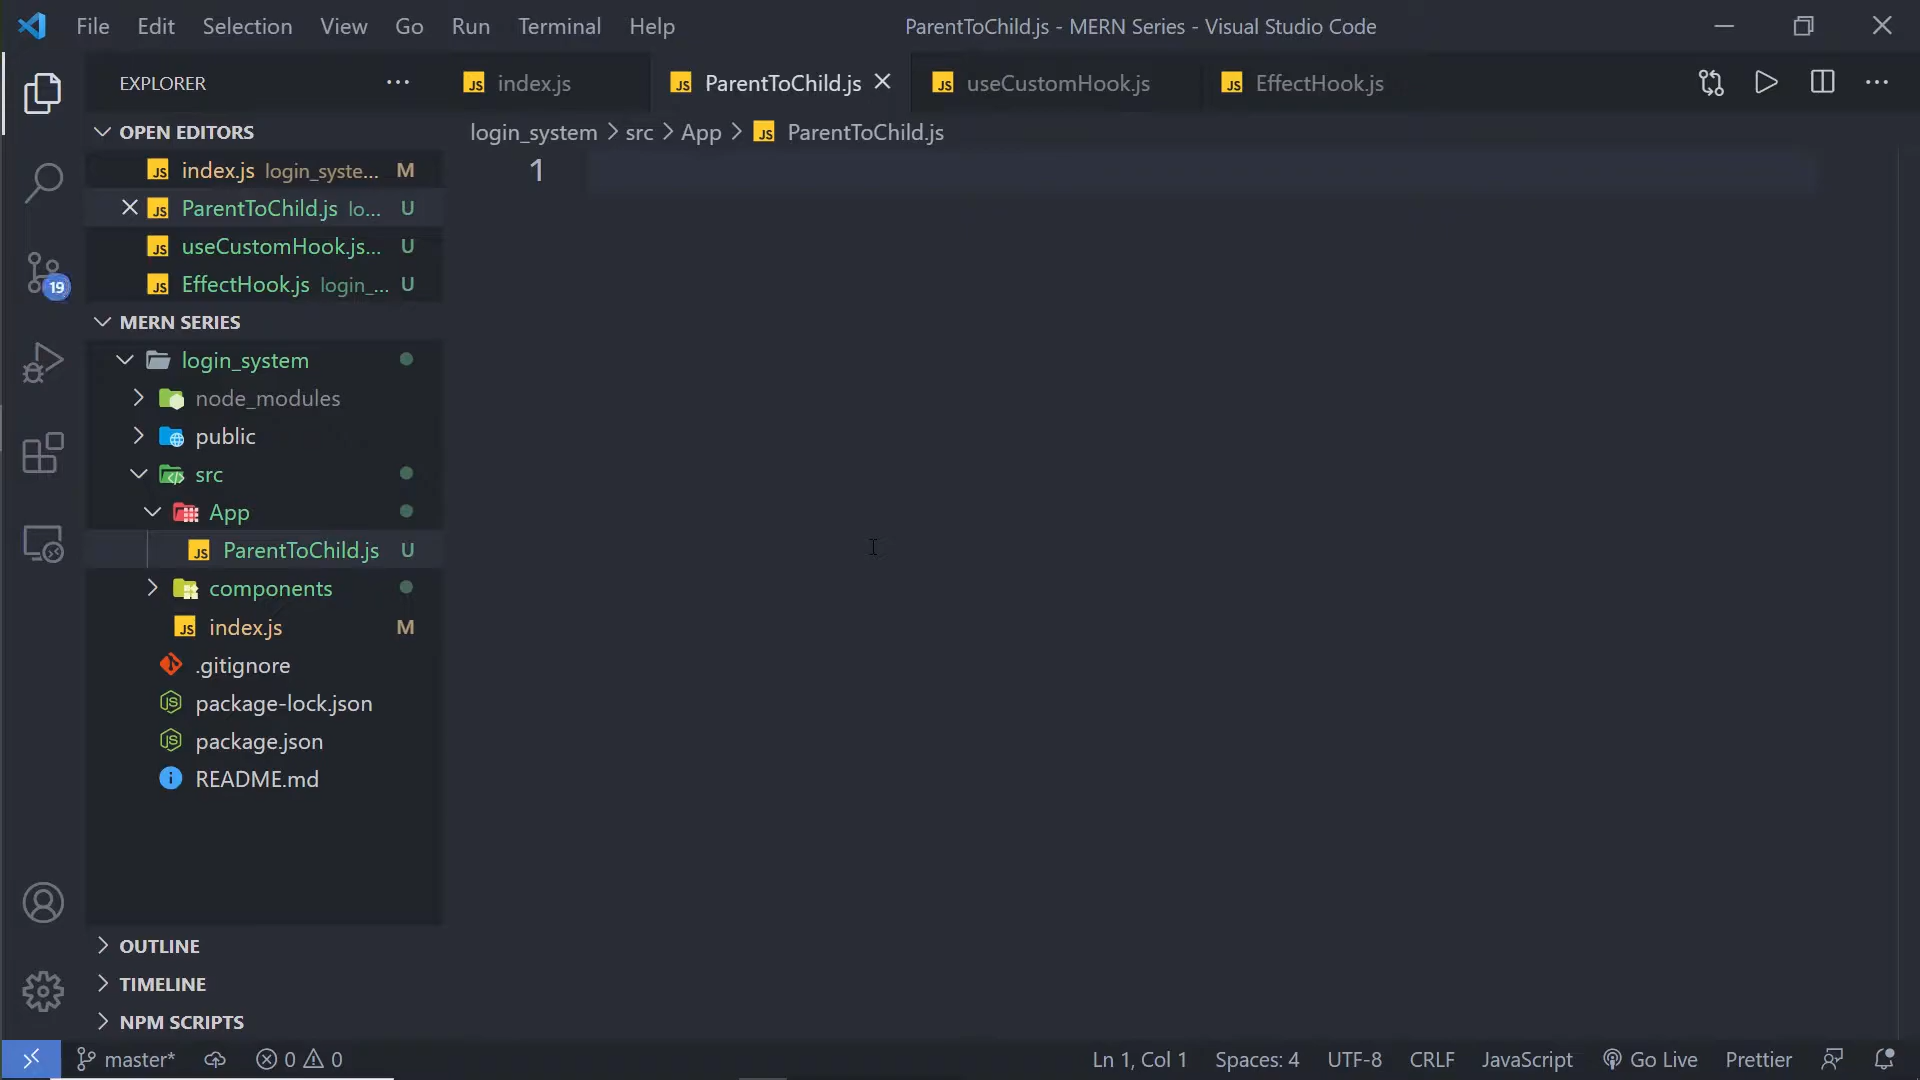 File Edit Selection View Go Run Terminal Help ParentToChild.js - MERN Series - Visual Studio Code
EXPLORER ··· index.js ParentToChild.js useCustomHook.js EffectHook.js ···
OPEN EDITORS
login_system > src > App > ParentToChild.js
index.js login_syste... M
1
ParentToChild.js lo... U
useCustomHook.js... U
EffectHook.js login_... U
19
MERN SERIES
login_system
node_modules
public
src
App
ParentToChild.js U
components
index.js M
.gitignore
package-lock.json
package.json
README.md
OUTLINE
TIMELINE
NPM SCRIPTS
master* 0 0 Ln 1, Col 1 Spaces: 4 UTF-8 CRLF JavaScript Go Live Prettier